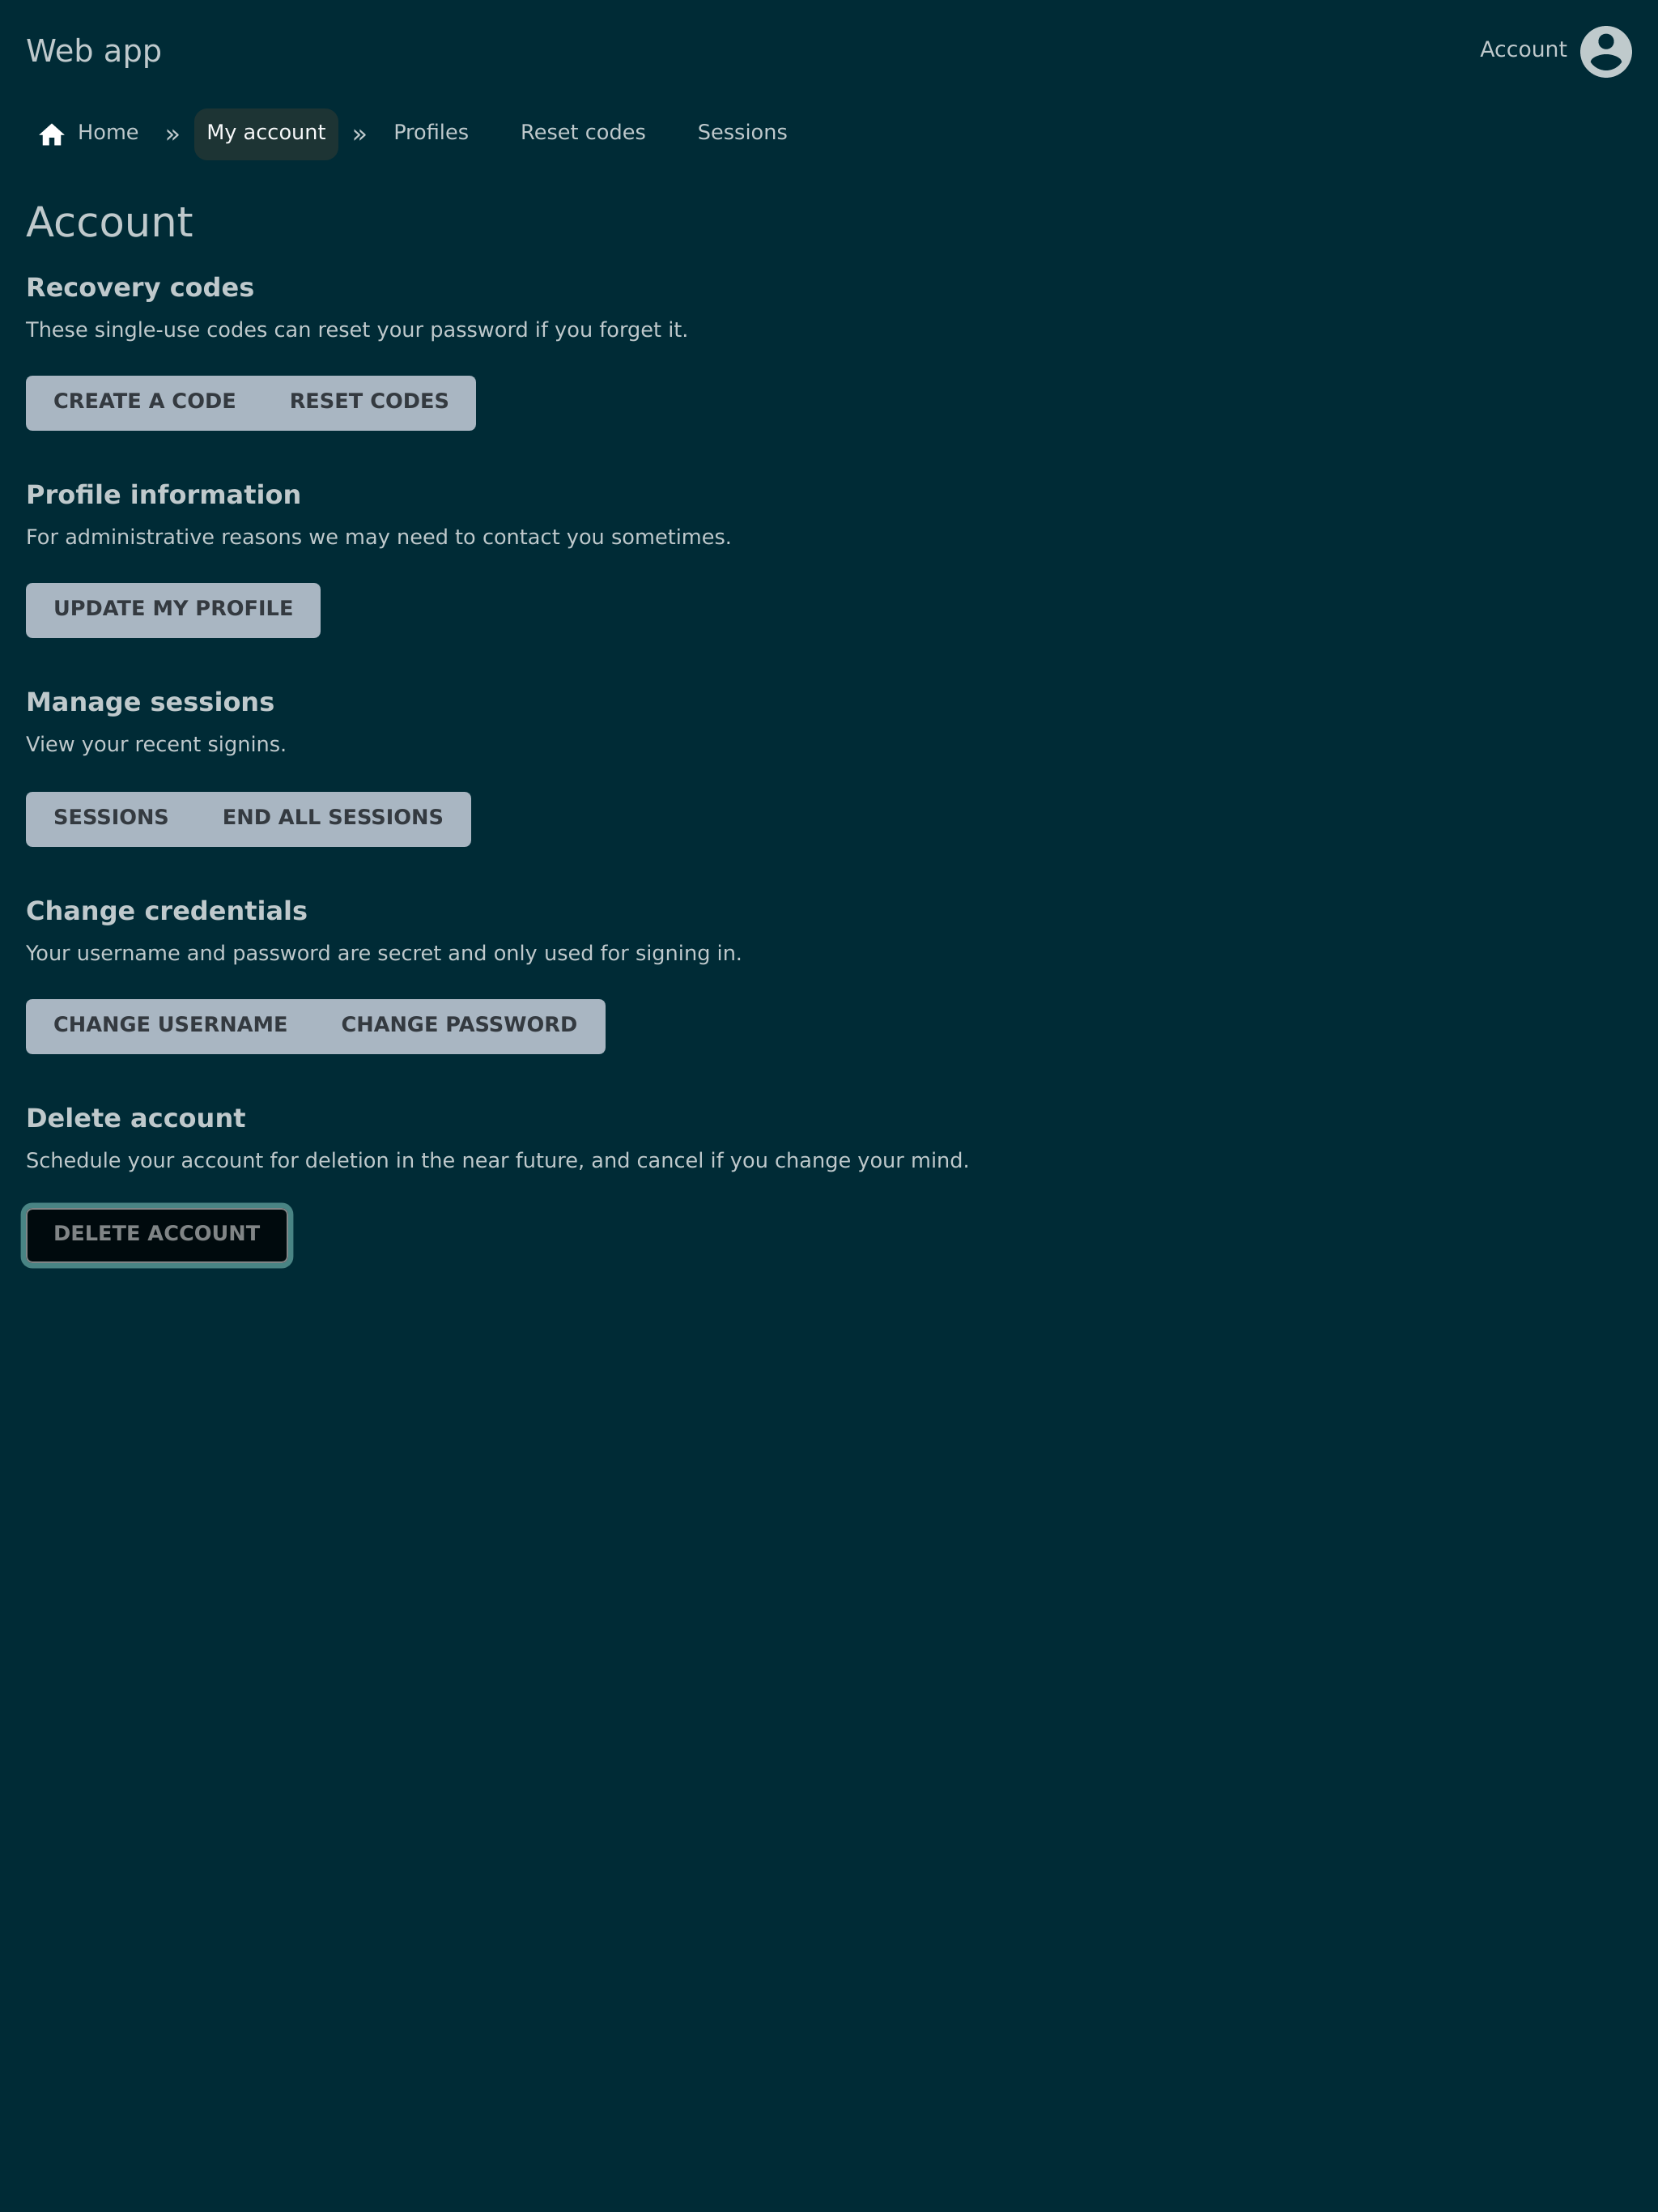 Web app
Account
Home » My account » Profiles Reset codes Sessions
Account
Recovery codes
These single-use codes can reset your password if you forget it.
CREATE A CODE RESET CODES
Profile information
For administrative reasons we may need to contact you sometimes.
UPDATE MY PROFILE
Manage sessions
View your recent signins.
SESSIONS END ALL SESSIONS
Change credentials
Your username and password are secret and only used for signing in.
CHANGE USERNAME CHANGE PASSWORD
Delete account
Schedule your account for deletion in the near future, and cancel if you change your mind.
DELETE ACCOUNT